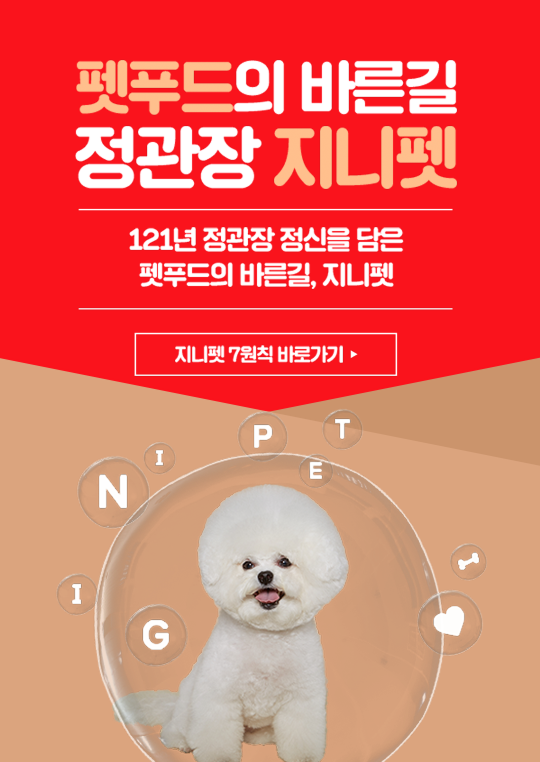 펫푸드의 바른길
정관장 지니펫
121년 정관장 정신을 담은
펫푸드의 바른길, 지니펫
지니펫 7원칙 바로가기 ▸
G
I
N
I
P
E
T